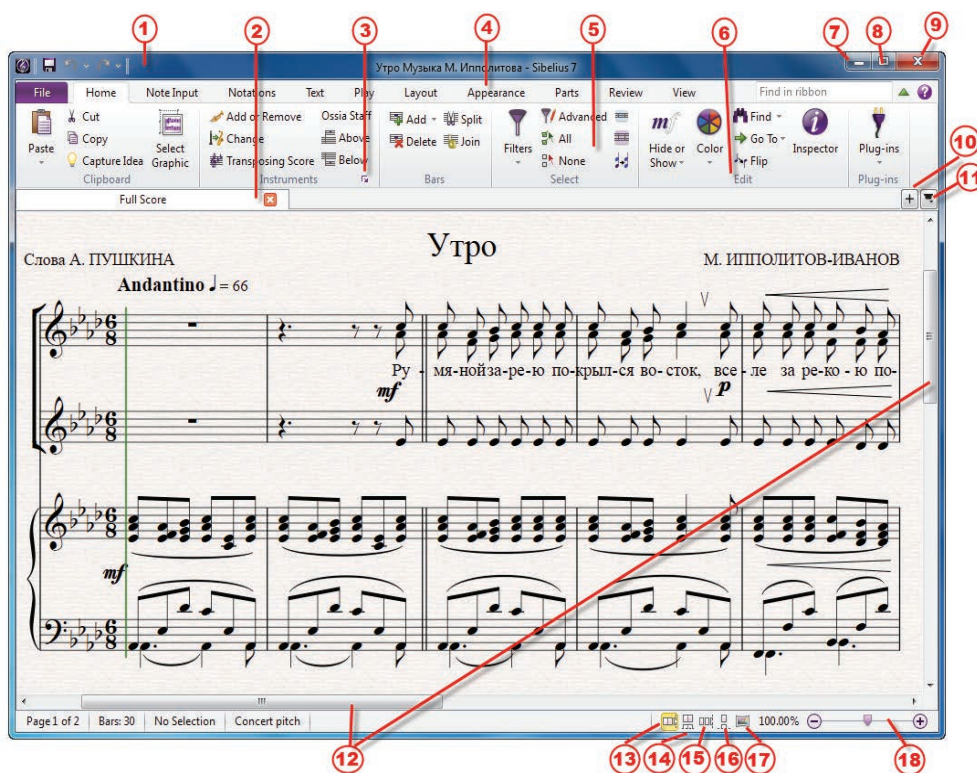 1 2 3 4 5 6 7 8 9
Утро Музыка М. Ипполитова - Sibelius 7
File Home Note Input Notations Text Play Layout Appearance Parts Review View Find in ribbon
Paste
Cut
Copy
Capture Idea
Select Graphic
Clipboard
Add or Remove
Change
Transposing Score
Ossia Staff
Above
Below
Instruments
Add Split
Delete Join
Bars
Filters
Advanced
All
None
Select
Hide or Show
Color
Find
Go To
Flip
Inspector
Edit
Plug-ins
Plug-ins
10
11
Full Score
Утро
Слова А. ПУШКИНА
М. ИППОЛИТОВ-ИВАНОВ
Andantino ♩ = 66
Ру - мя-ной за-ре-ю по-крыл-ся во-сток, все-ле за ре-ко-ю по-
mf p
mf
Page 1 of 2 Bars: 30 No Selection Concert pitch 100.00%
12 13 14 15 16 17 18